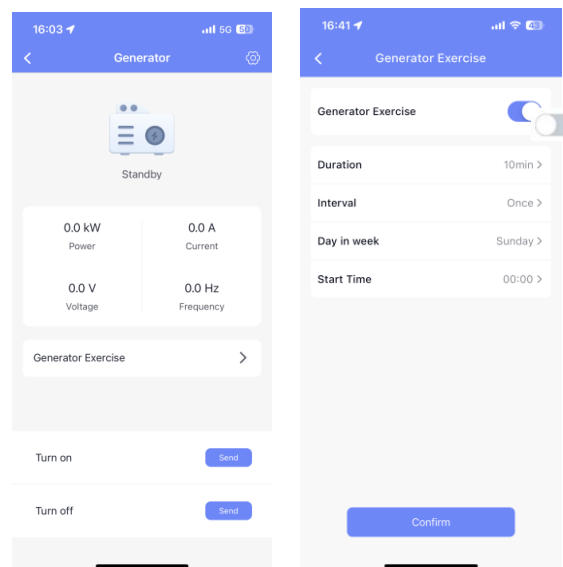 16:03
5G 50
Generator
Standby
0.0 kW
0.0 A
Power
Current
0.0 V
0.0 Hz
Voltage
Frequency
Generator Exercise
Turn on
Send
Turn off
Send
16:41
43
Generator Exercise
Generator Exercise
Duration
10min
Interval
Once
Day in week
Sunday
Start Time
00:00
Confirm